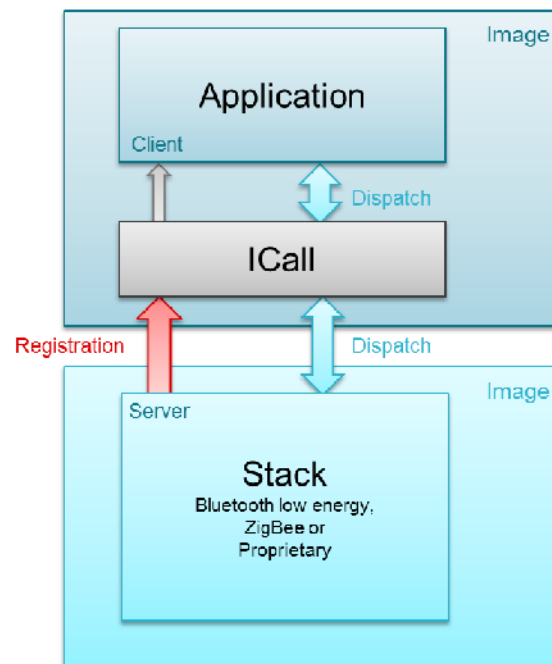 Image
Application
Client
Dispatch
ICall
Registration
Dispatch
Image
Server
Stack
Bluetooth low energy,
ZigBee or
Proprietary